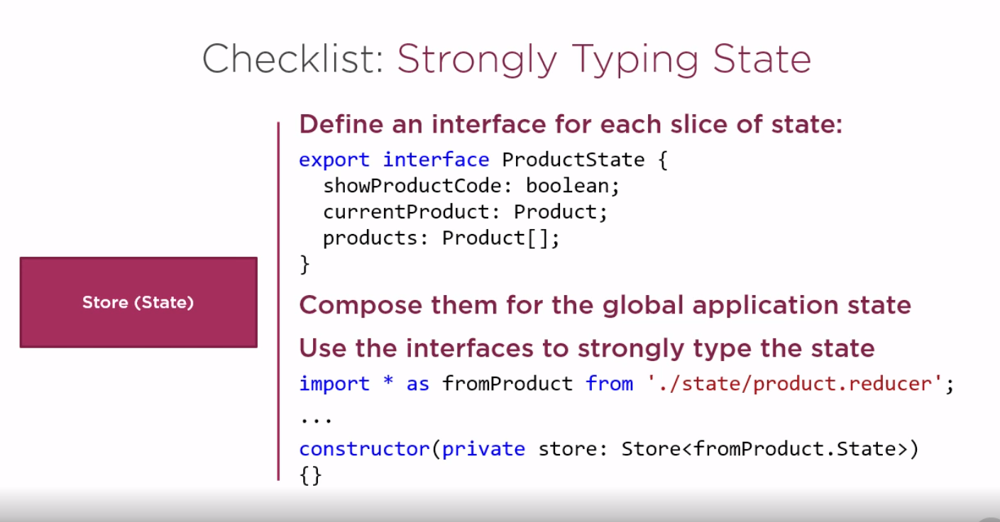 Checklist: Strongly Typing State
Store (State)
Define an interface for each slice of state:
export interface ProductState {
  showProductCode: boolean;
  currentProduct: Product;
  products: Product[];
}
Compose them for the global application state
Use the interfaces to strongly type the state
import * as fromProduct from './state/product.reducer';
...
constructor(private store: Store<fromProduct.State>)
{}